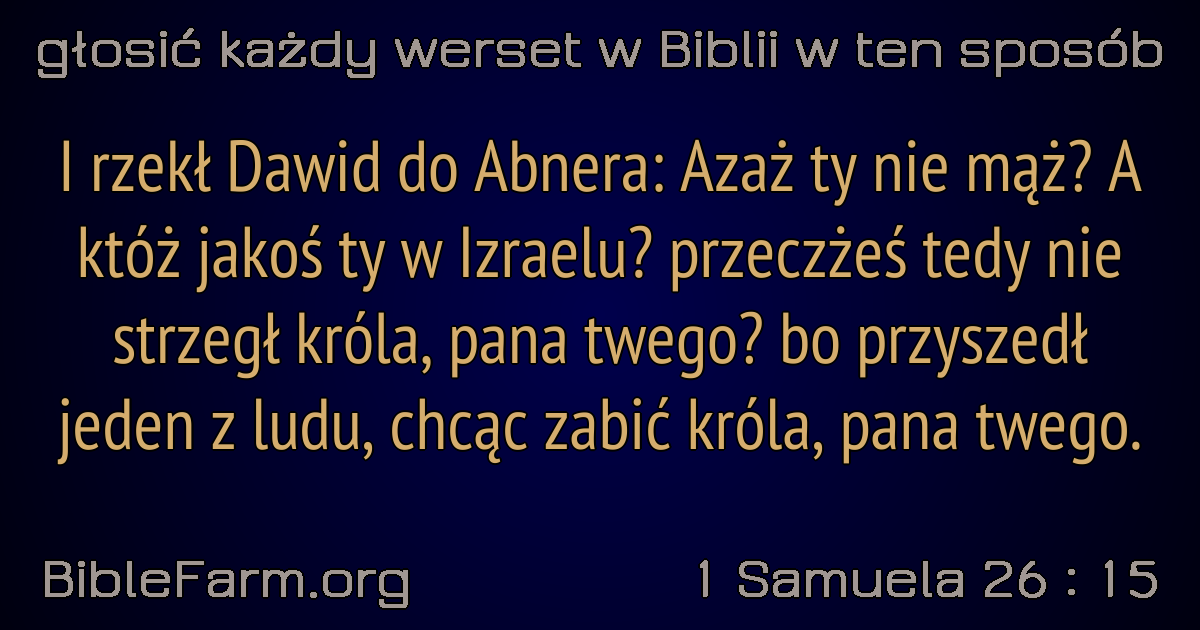 głosić każdy werset w Biblii w ten sposób
I rzekł Dawid do Abnera: Azaż ty nie mąż? A
któż jakoś ty w Izraelu? przeczżeś tedy nie
strzegł króla, pana twego? bo przyszedł
jeden z ludu, chcąc zabić króla, pana twego.
BibleFarm.org
1 Samuela 26 : 15